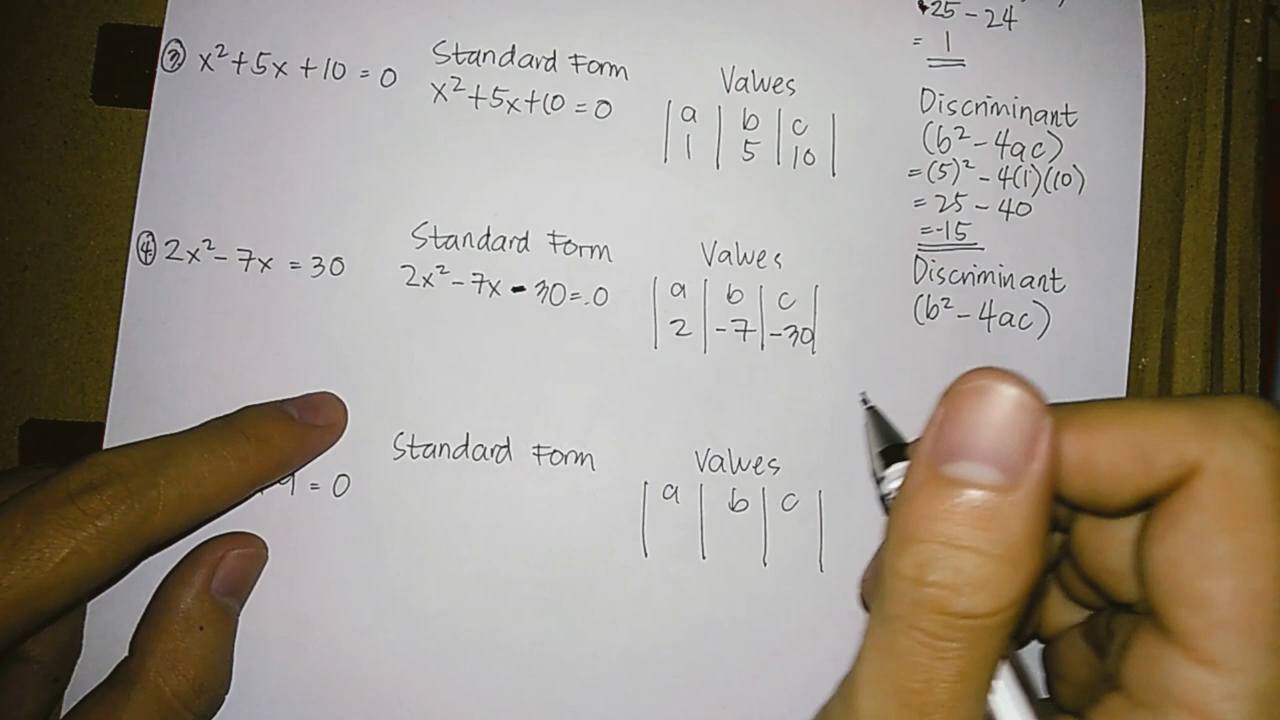 25 - 24
= 1
③ x² + 5x + 10 = 0
Standard Form
x² + 5x + 10 = 0
Values
a b c
1 5 10
Discriminant
(b² - 4ac)
= (5)² - 4(1)(10)
= 25 - 40
= -15
④ 2x² - 7x = 30
Standard Form
2x² - 7x - 30 = 0
Values
a b c
2 -7 -30
Discriminant
(b² - 4ac)
9 = 0
Standard Form
Values
a b c